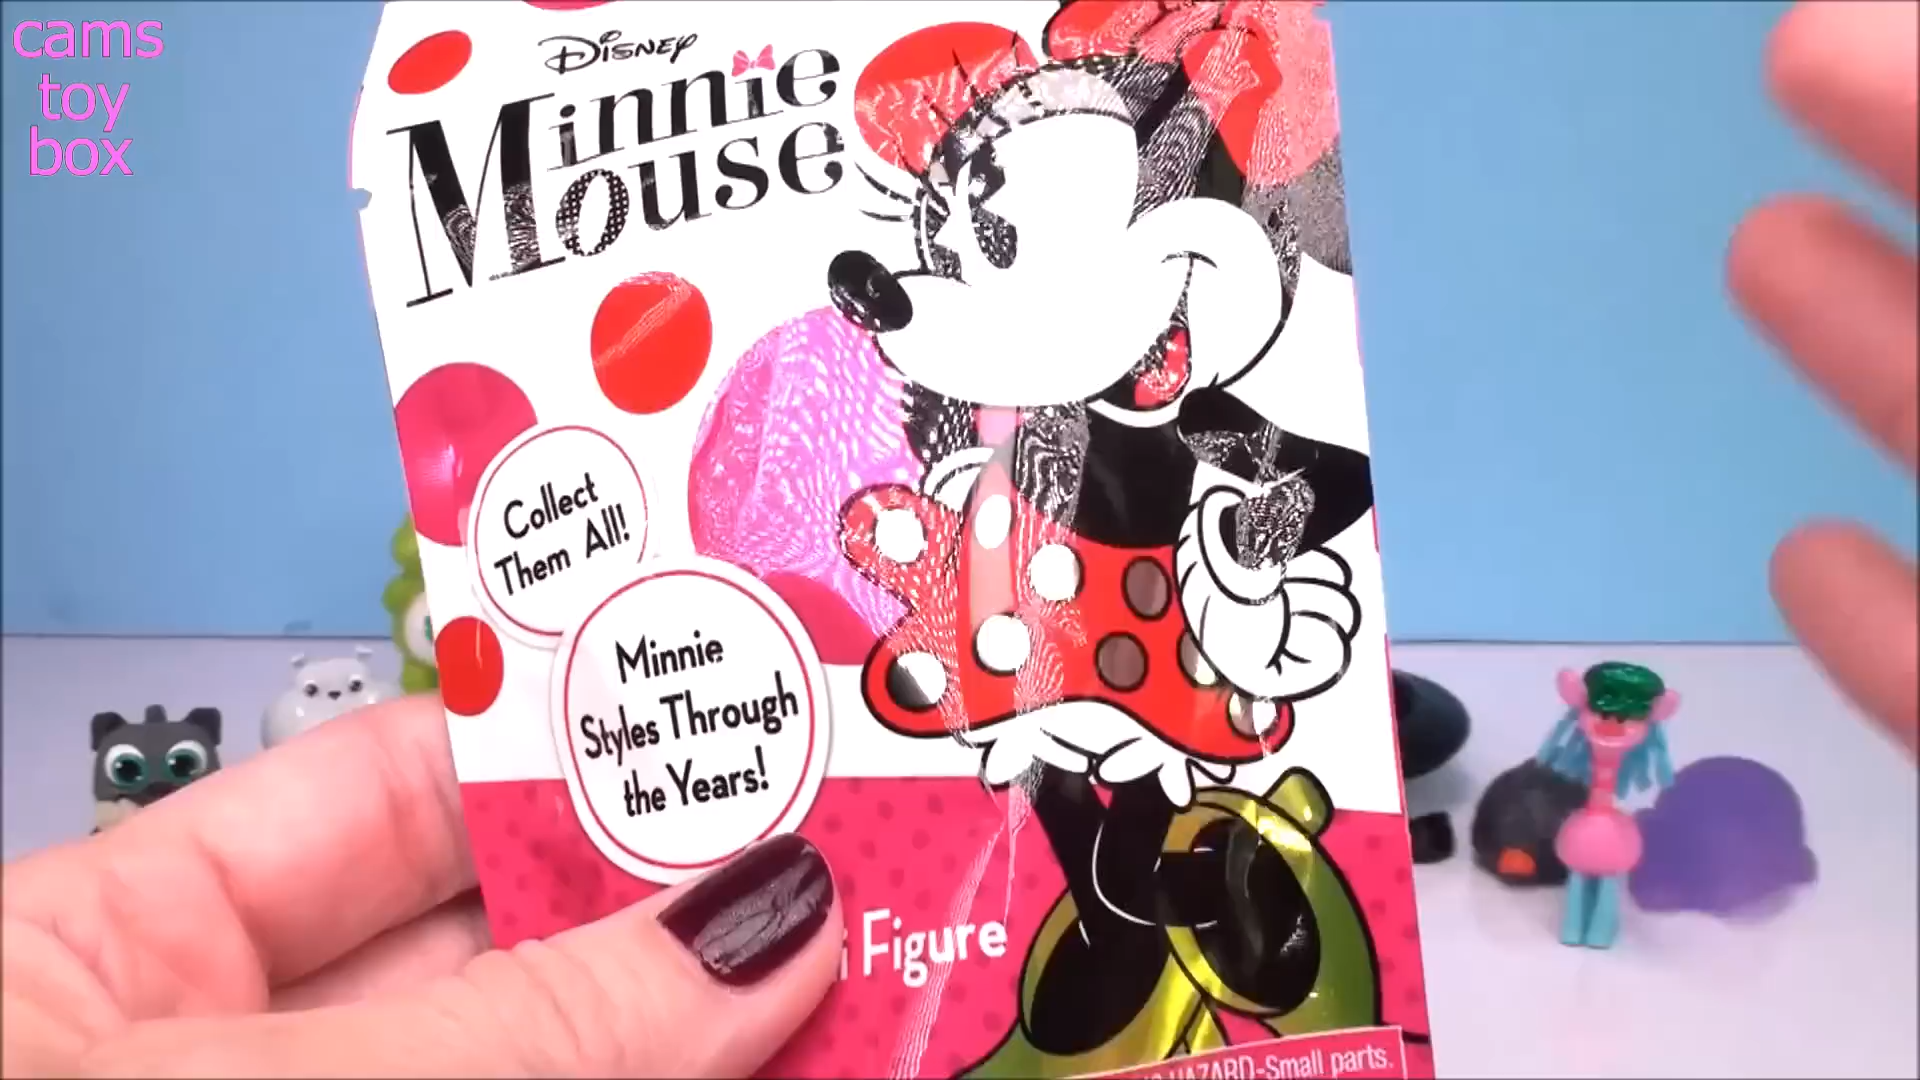 cams
toy
box
Disney
Minnie
Mouse
Collect
Them All!
Minnie
Styles Through
the Years!
Figure
HAZARD-Small parts.